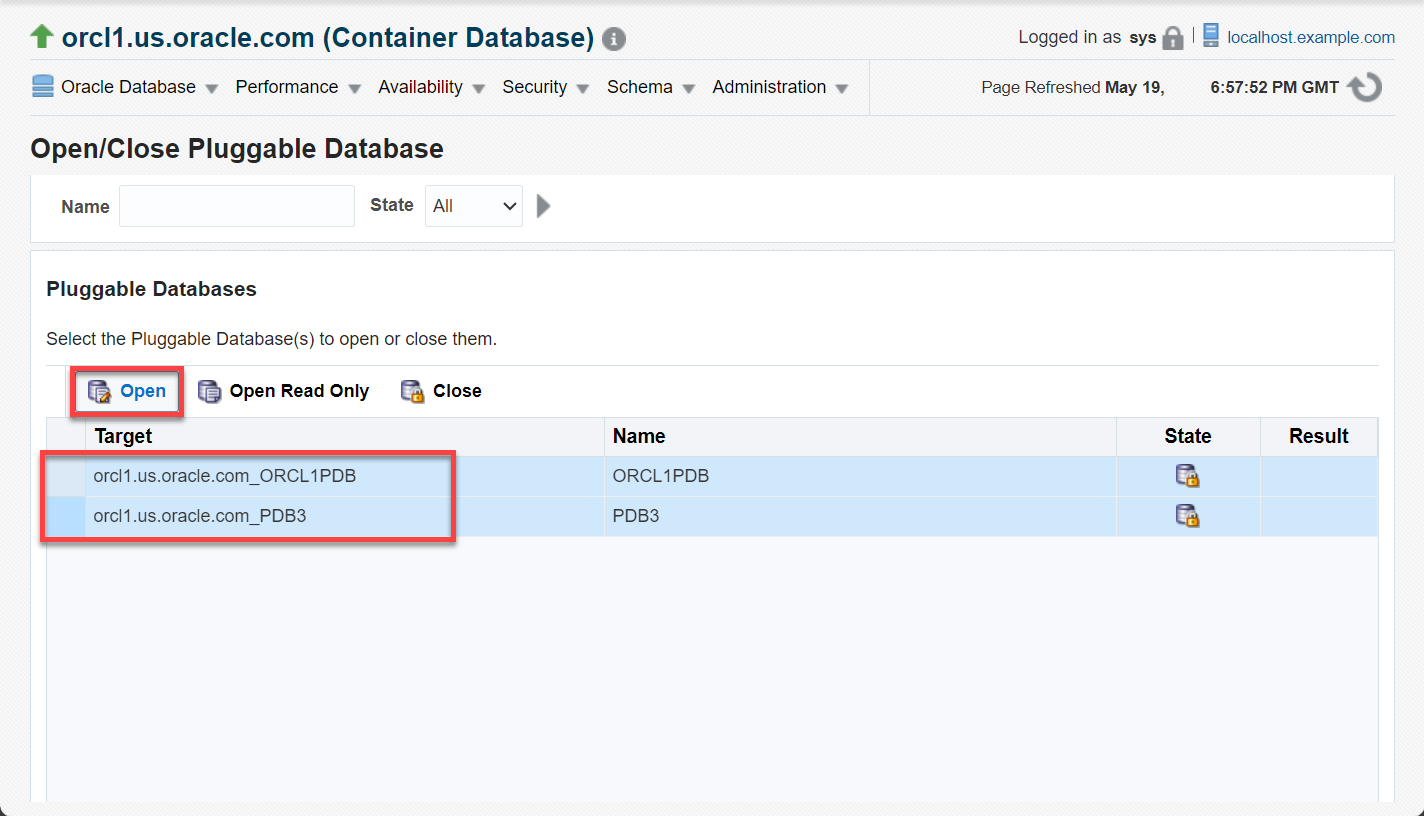 orcl1.us.oracle.com (Container Database)
Logged in as sys localhost.example.com
Oracle Database Performance Availability Security Schema Administration
Page Refreshed May 19, 6:57:52 PM GMT
Open/Close Pluggable Database
Name State All
Pluggable Databases
Select the Pluggable Database(s) to open or close them.
Open Open Read Only Close
Target Name State Result
orcl1.us.oracle.com_ORCL1PDB ORCL1PDB
orcl1.us.oracle.com_PDB3 PDB3